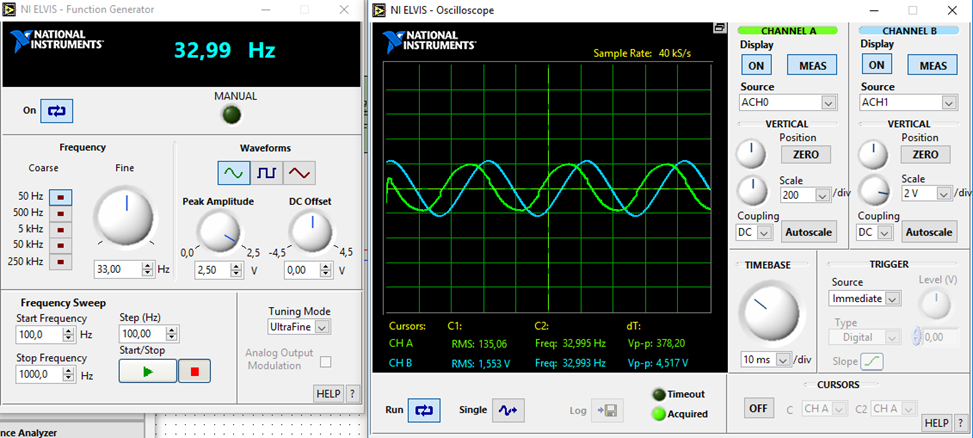 NI ELVIS - Function Generator
NATIONAL
INSTRUMENTS™
32,99 Hz
On
MANUAL
Frequency
Coarse
Fine
50 Hz
500 Hz
5 kHz
50 kHz
250 kHz
33,00 Hz
Waveforms
Peak Amplitude
DC Offset
0,0
2,5
-4,5
4,5
2,50 V
0,00 V
Frequency Sweep
Start Frequency
100,0 Hz
Step (Hz)
100,00
Stop Frequency
1000,0 Hz
Start/Stop
Tuning Mode
UltraFine
Analog Output
Modulation
HELP ?
nce Analyzer
NI ELVIS - Oscilloscope
NATIONAL
INSTRUMENTS™
Sample Rate: 40 kS/s
Cursors: C1: C2: dT:
CH A RMS: 135,06 Freq: 32,995 Hz Vp-p: 378,20
CH B RMS: 1,553 V Freq: 32,993 Hz Vp-p: 4,517 V
Run
Single
Log
Timeout
Acquired
CHANNEL A
Display
ON MEAS
Source
ACH0
VERTICAL
Position
ZERO
Scale
200 /div
Coupling
DC Autoscale
CHANNEL B
Display
ON MEAS
Source
ACH1
VERTICAL
Position
ZERO
Scale
2 V /div
Coupling
DC Autoscale
TIMEBASE
10 ms /div
TRIGGER
Source
Immediate
Level (V)
Type
Digital
0,00
Slope
CURSORS
OFF C CH A C2 CH A
HELP ?